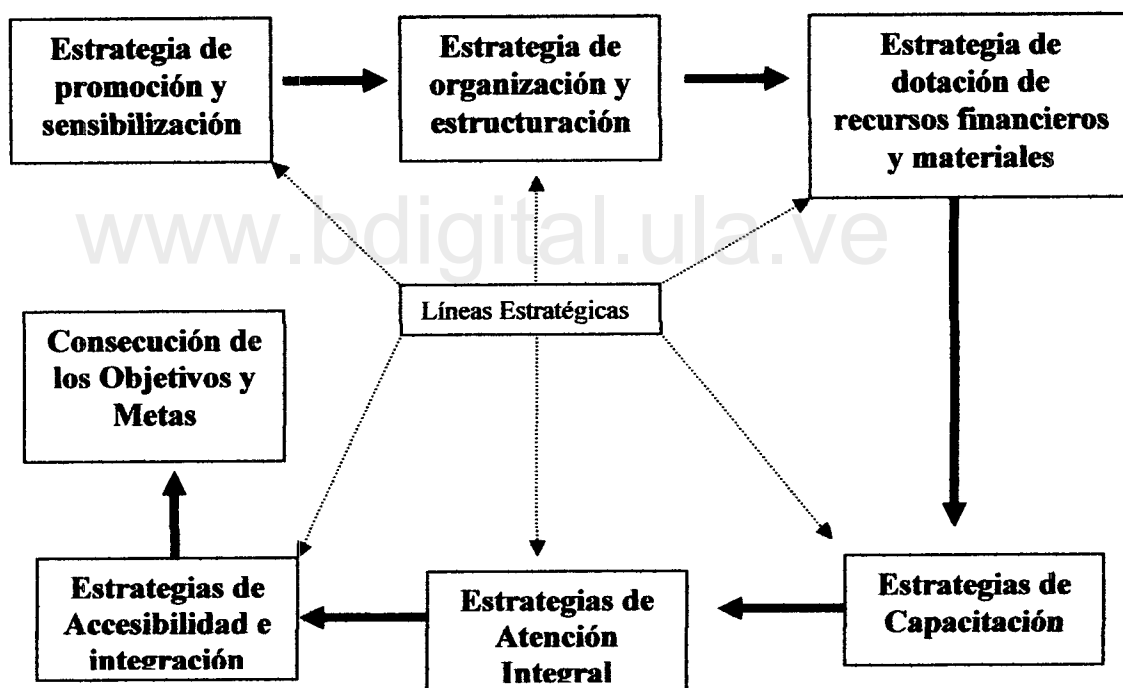 Estrategia de
promoción y
sensibilización
Estrategia de
organización y
estructuración
Estrategia de
dotación de
recursos financieros
y materiales
www.bdigital.ula.ve
Líneas Estratégicas
Consecución de
los Objetivos y
Metas
Estrategias de
Accesibilidad e
integración
Estrategias de
Atención
Integral
Estrategias de
Capacitación